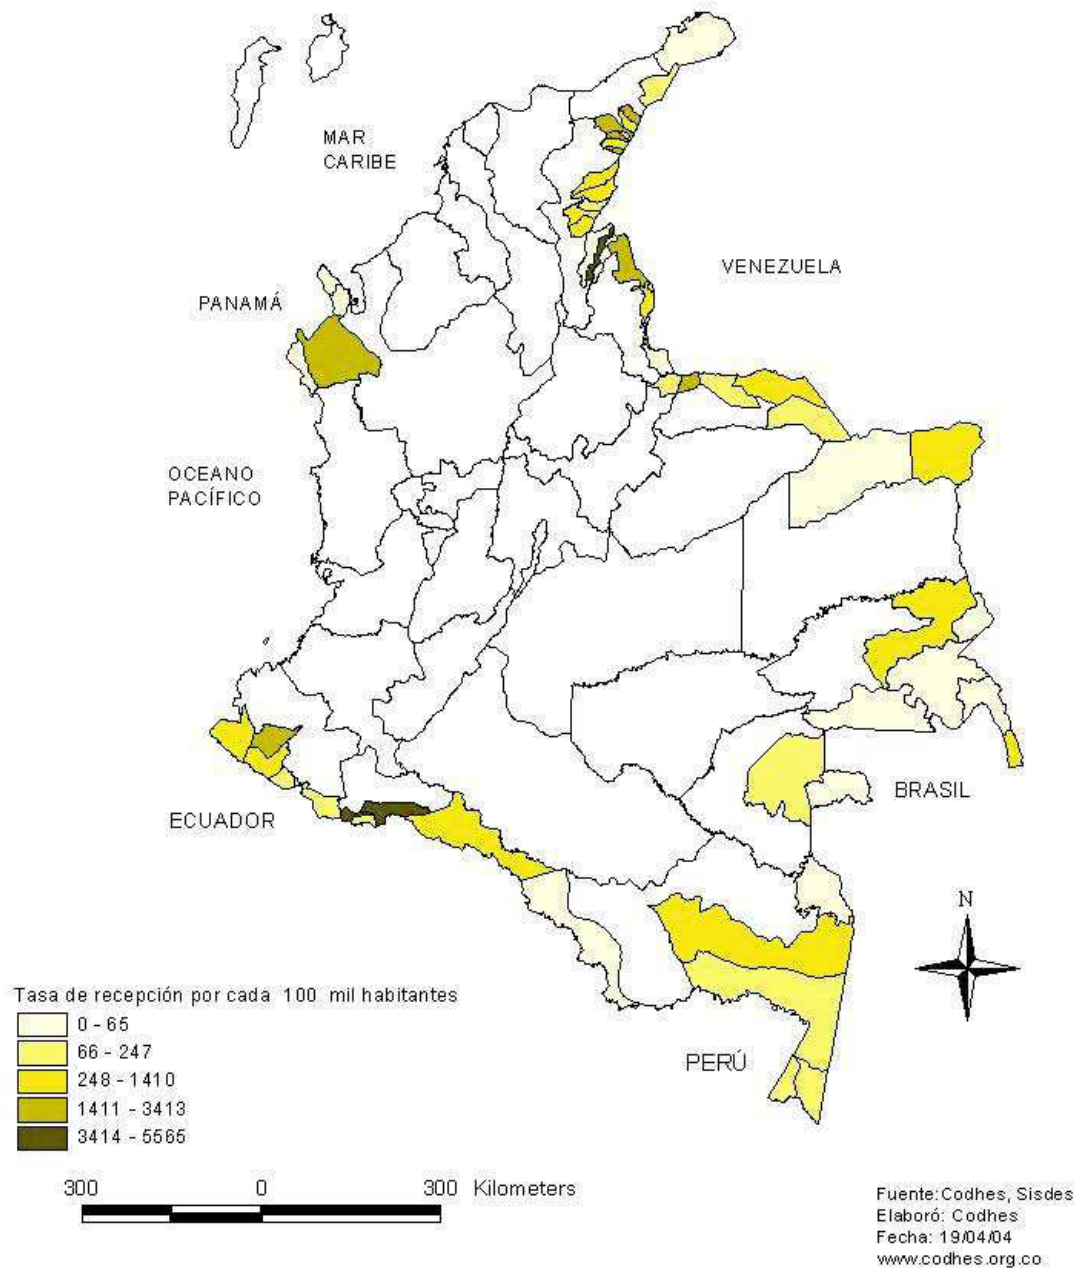 MAR
CARIBE
VENEZUELA
PANAMÁ
OCEANO
PACÍFICO
BRASIL
ECUADOR
N
Tasa de recepción por cada 100 mil habitantes
0 - 65
66 - 247
248 - 1410
1411 - 3413
3414 - 5565
PERÚ
300 0 300 Kilometers
Fuente: Codhes, Sisdes
Elaboró: Codhes
Fecha: 19/04/04
www.codhes.org.co